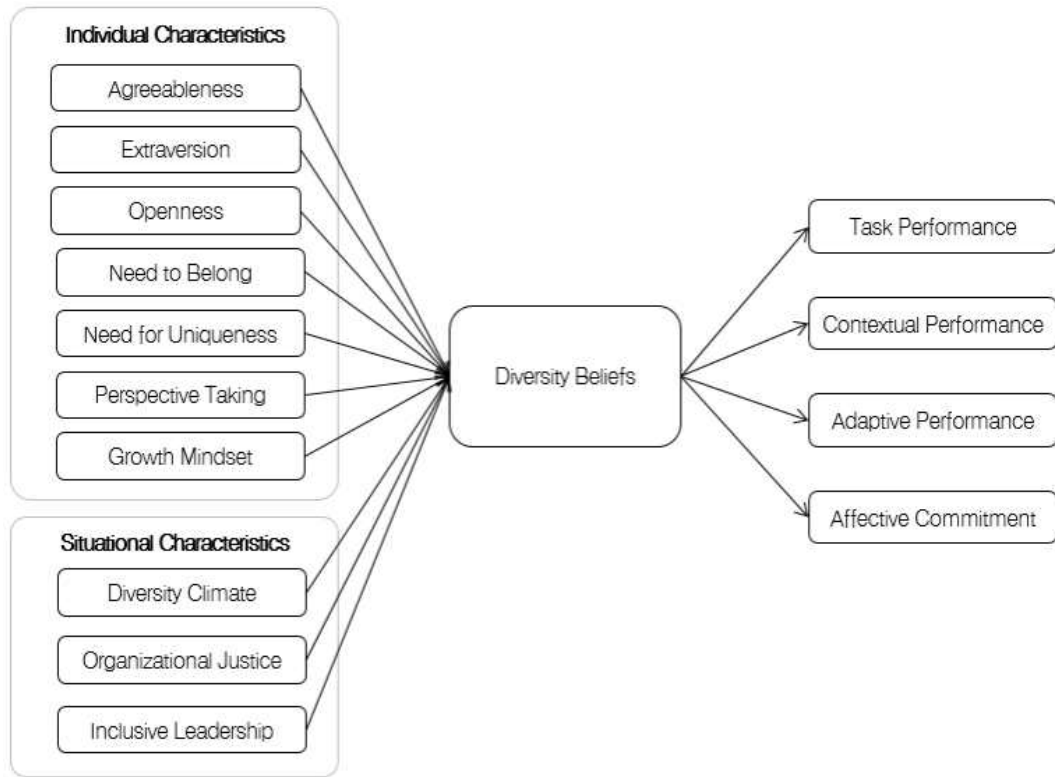 Individual Characteristics
Agreeableness
Extraversion
Openness
Need to Belong
Need for Uniqueness
Perspective Taking
Growth Mindset
Situational Characteristics
Diversity Climate
Organizational Justice
Inclusive Leadership
Diversity Beliefs
Task Performance
Contextual Performance
Adaptive Performance
Affective Commitment